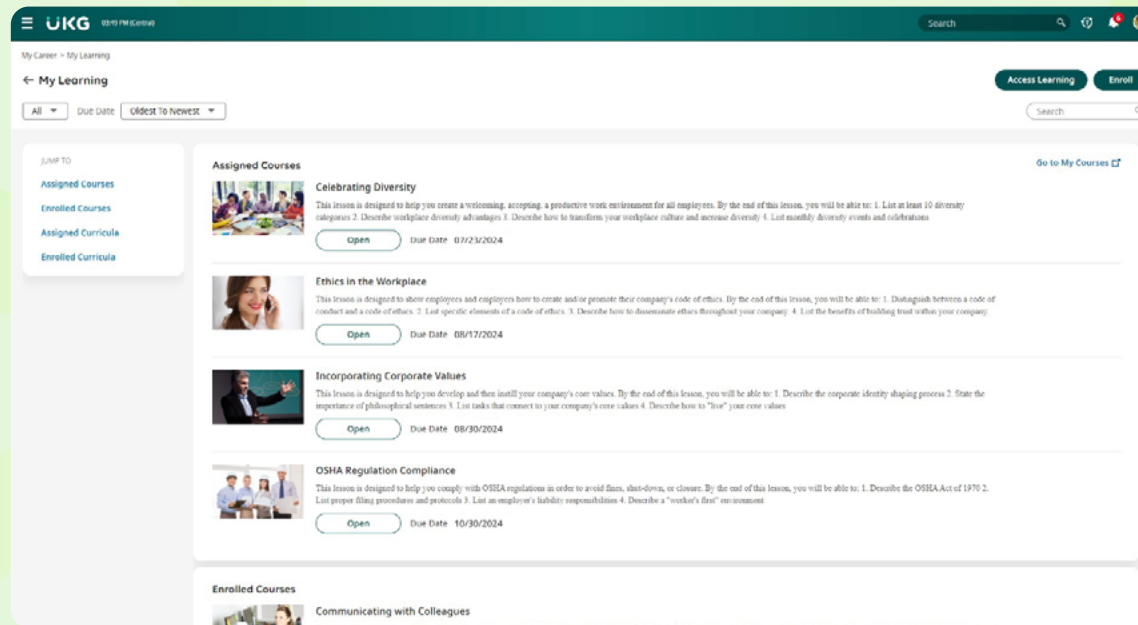 UKG 03:49 PM (Central)
Search
6
My Career > My Learning
← My Learning
Access Learning
Enroll
All
Due Date
Oldest To Newest
Search
JUMP TO
Assigned Courses
Enrolled Courses
Assigned Curricula
Enrolled Curricula
Assigned Courses
Go to My Courses
Celebrating Diversity
This lesson is designed to help you create a welcoming, accepting, a productive work environment for all employees. By the end of this lesson, you will be able to: 1. List at least 10 diversity
categories 2. Describe workplace diversity advantages 3. Describe how to transform your workplace culture and increase diversity 4. List monthly diversity events and celebrations
Open
Due Date 07/23/2024
Ethics in the Workplace
This lesson is designed to show employees and employers how to create and/or promote their company's code of ethics. By the end of this lesson, you will be able to: 1. Distinguish between a code of
conduct and a code of ethics. 2. List specific elements of a code of ethics. 3. Describe how to disseminate ethics throughout your company. 4. List the benefits of building trust within your company.
Open
Due Date 08/17/2024
Incorporating Corporate Values
This lesson is designed to help you develop and then instill your company's core values. By the end of this lesson, you will be able to: 1. Describe the corporate identity shaping process 2. State the
importance of philosophical sentences 3. List tasks that connect to your company's core values 4. Describe how to "live" your core values
Open
Due Date 08/30/2024
OSHA Regulation Compliance
This lesson is designed to help you comply with OSHA regulations in order to avoid fines, shut-down, or closure. By the end of this lesson, you will be able to: 1. Describe the OSHA Act of 1970 2.
List proper filing procedures and protocols 3. List an employer's liability responsibilities 4. Describe a "worker's first" environment
Open
Due Date 10/30/2024
Enrolled Courses
Communicating with Colleagues